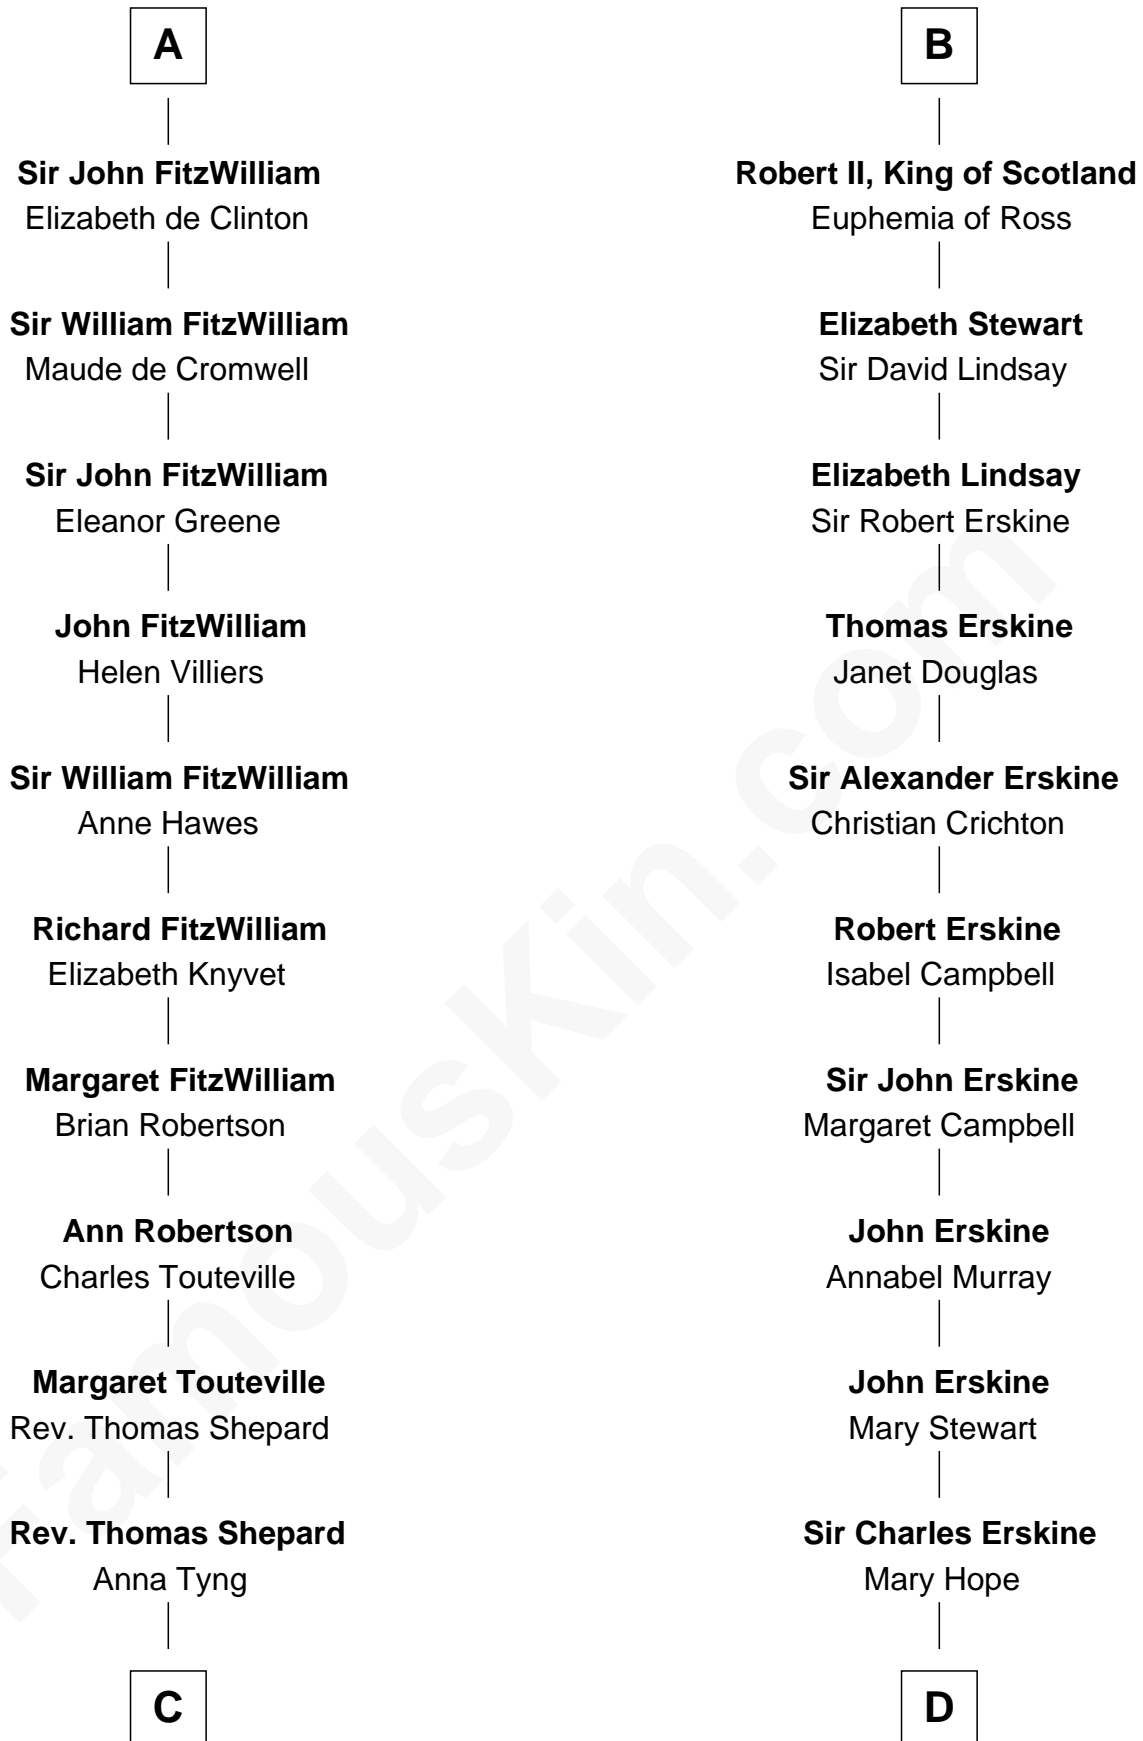 A
Sir John FitzWilliam
Elizabeth de Clinton
Sir William FitzWilliam
Maude de Cromwell
Sir John FitzWilliam
Eleanor Greene
John FitzWilliam
Helen Villiers
Sir William FitzWilliam
Anne Hawes
Richard FitzWilliam
Elizabeth Knyvet
Margaret FitzWilliam
Brian Robertson
Ann Robertson
Charles Touteville
Margaret Touteville
Rev. Thomas Shepard
Rev. Thomas Shepard
Anna Tyng
C
B
Robert II, King of Scotland
Euphemia of Ross
Elizabeth Stewart
Sir David Lindsay
Elizabeth Lindsay
Sir Robert Erskine
Thomas Erskine
Janet Douglas
Sir Alexander Erskine
Christian Crichton
Robert Erskine
Isabel Campbell
Sir John Erskine
Margaret Campbell
John Erskine
Annabel Murray
John Erskine
Mary Stewart
Sir Charles Erskine
Mary Hope
D
FamousKin.com